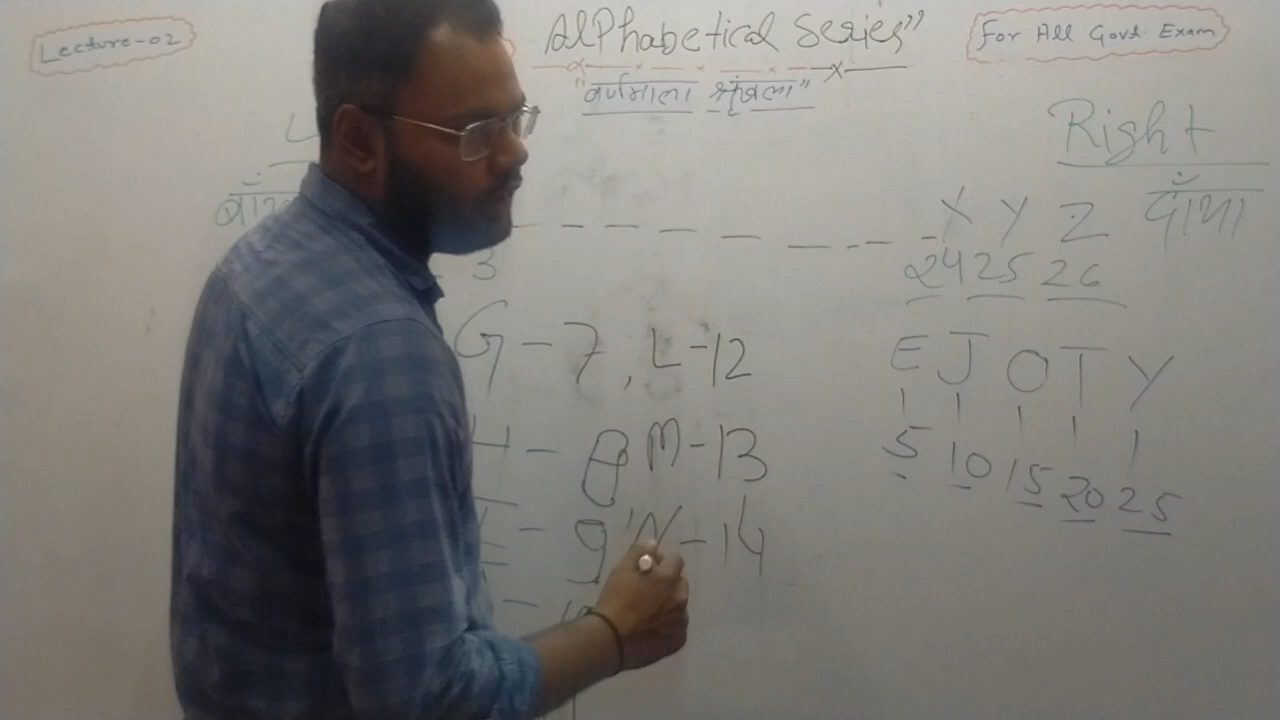 Lecture-02
Alphabetical Series"
For All Govt. Exam
"वर्णमाला श्रृंखला"
Right
दाँया
X Y Z
24 25 26
3
G - 7, L - 12
H - 8, M - 13
I - 9, N - 14
E J O T Y
5 10 15 20 25